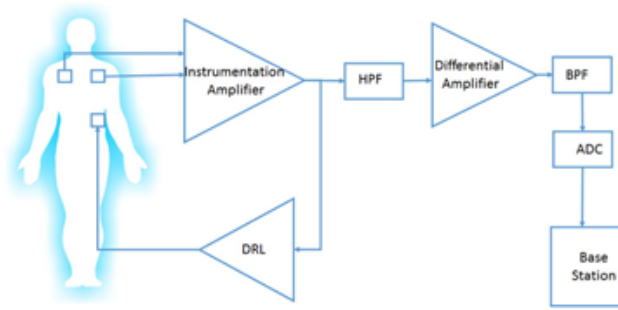 Instrumentation
Amplifier
HPF
Differential
Amplifier
BPF
ADC
DRL
Base
Station